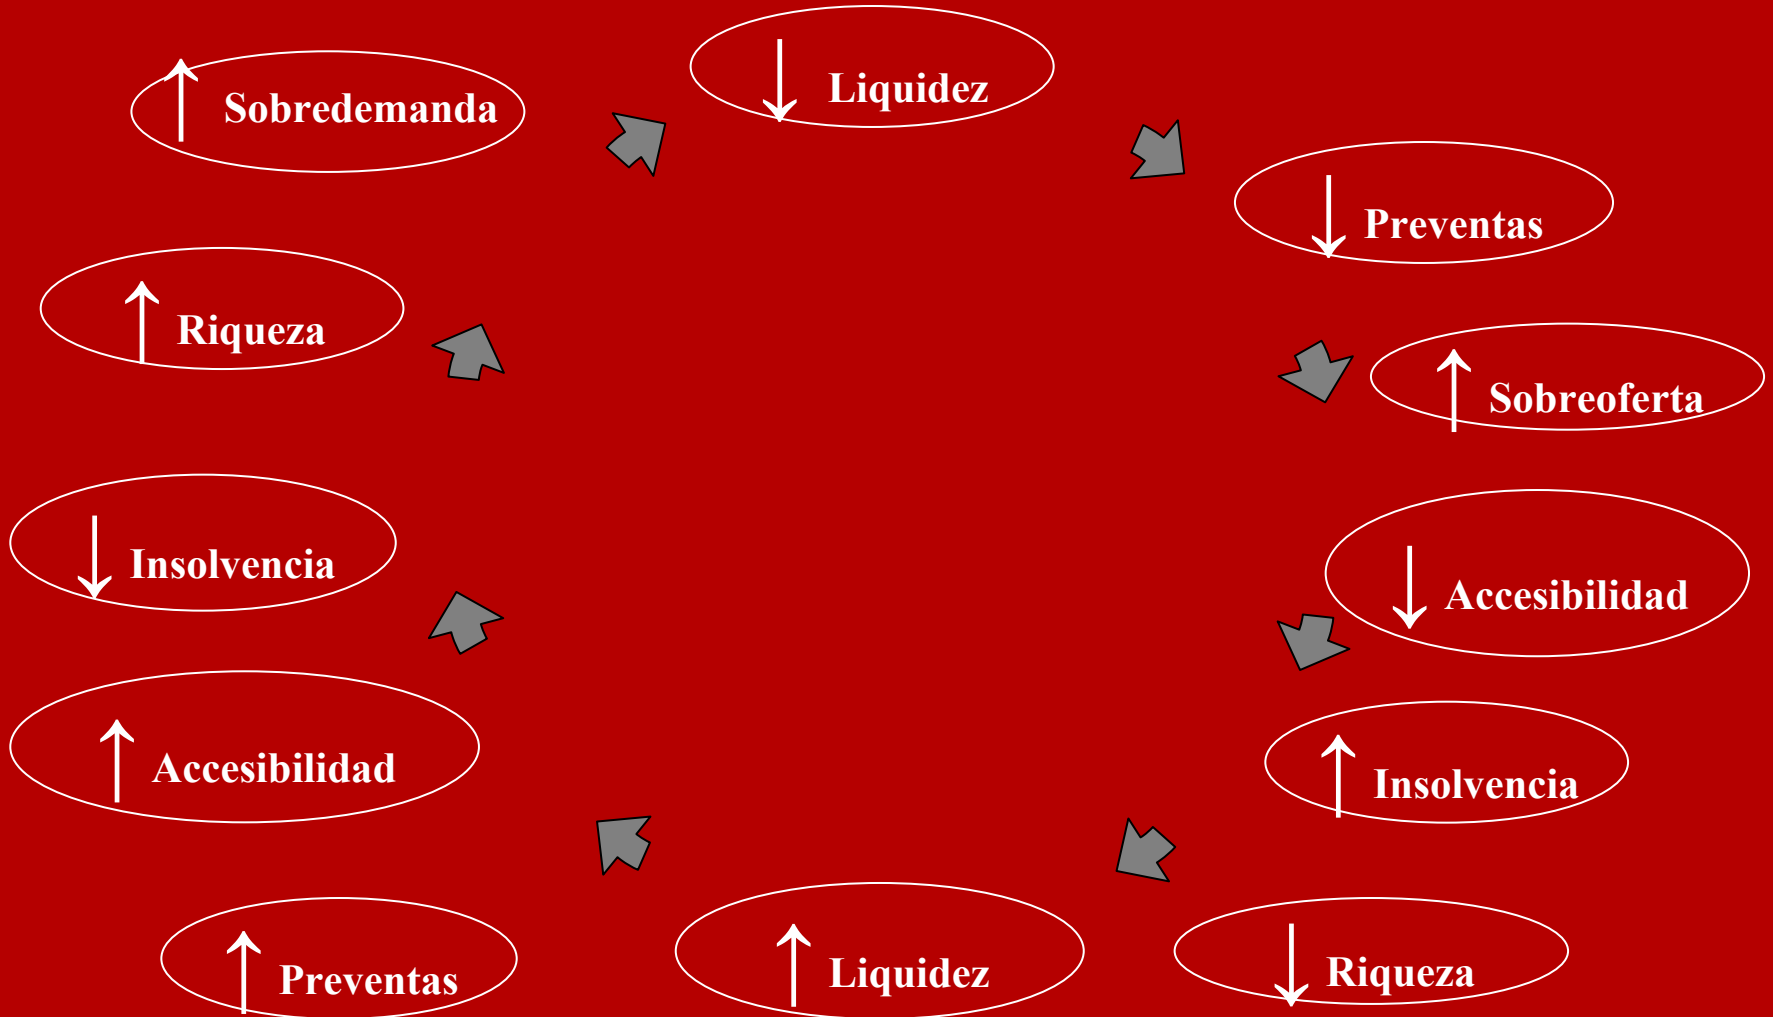 ↑ Sobredemanda
↓ Liquidez
↓ Preventas
↑ Riqueza
↑ Sobreoferta
↓ Insolvencia
↓ Accesibilidad
↑ Accesibilidad
↑ Insolvencia
↑ Preventas
↑ Liquidez
↓ Riqueza